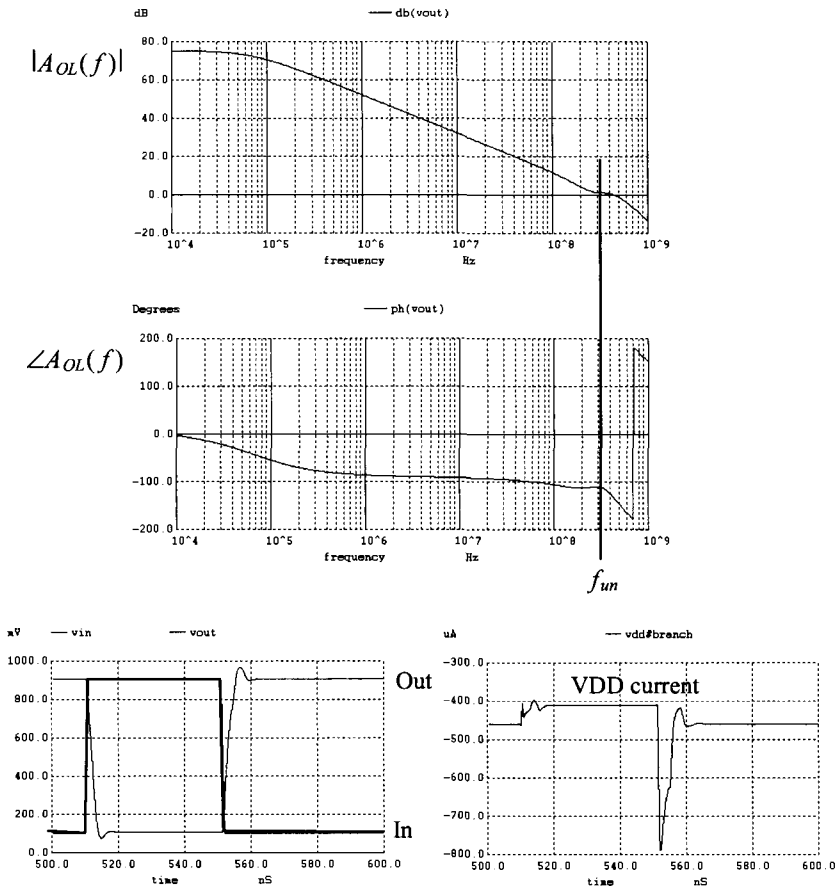 dB — db(vout)
|A_OL(f)|
80.0
60.0
40.0
20.0
0.0
-20.0
10^4 10^5 10^6 10^7 10^8 10^9
frequency Hz
Degrees — ph(vout)
∠A_OL(f)
200.0
100.0
0.0
-100.0
-200.0
10^4 10^5 10^6 10^7 10^8 10^9
frequency Hz
f_un
mV — vin — vout
1000.0
800.0
600.0
400.0
200.0
0.0
500.0 520.0 540.0 560.0 580.0 600.0
time nS
Out
In
uA — vdd#branch
-300.0
VDD current
-400.0
-500.0
-600.0
-700.0
-800.0
500.0 520.0 540.0 560.0 580.0 600.0
time nS